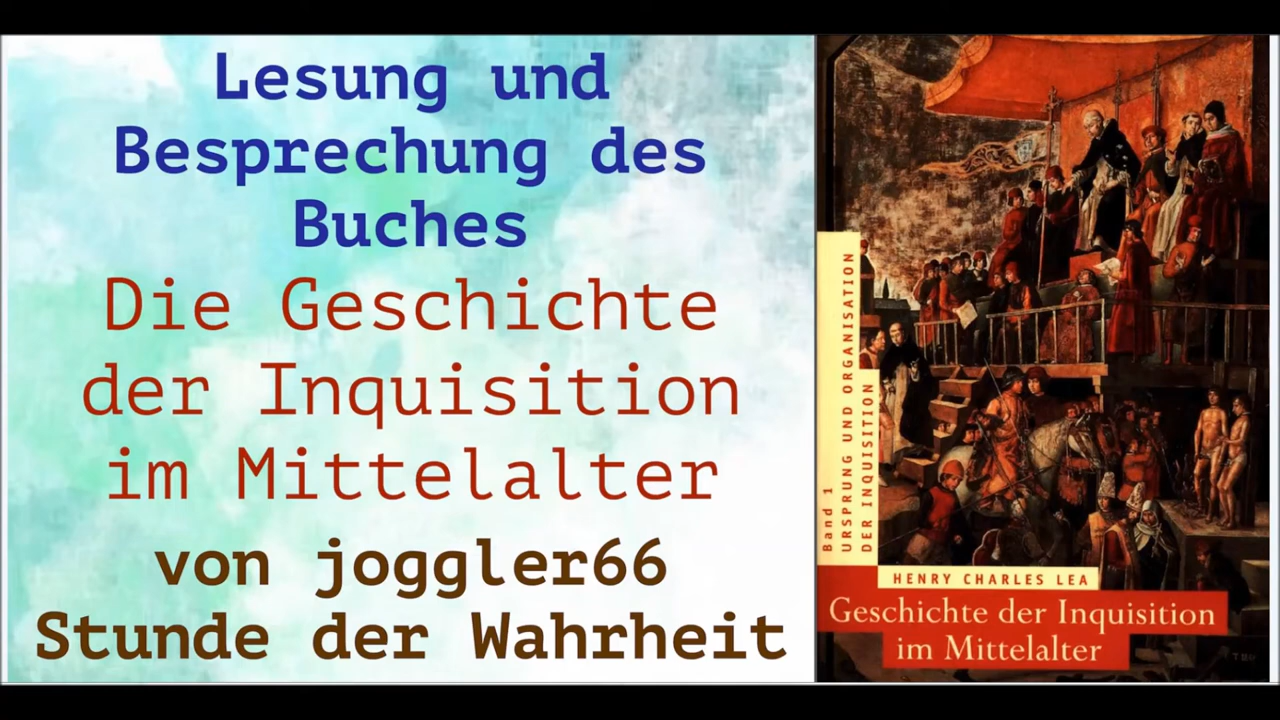 Lesung und
Besprechung des
Buches
Die Geschichte
der Inquisition
im Mittelalter
von joggler66
Stunde der Wahrheit
Band 1
URSPRUNG UND ORGANISATION
DER INQUISITION
HENRY CHARLES LEA
Geschichte der Inquisition
im Mittelalter